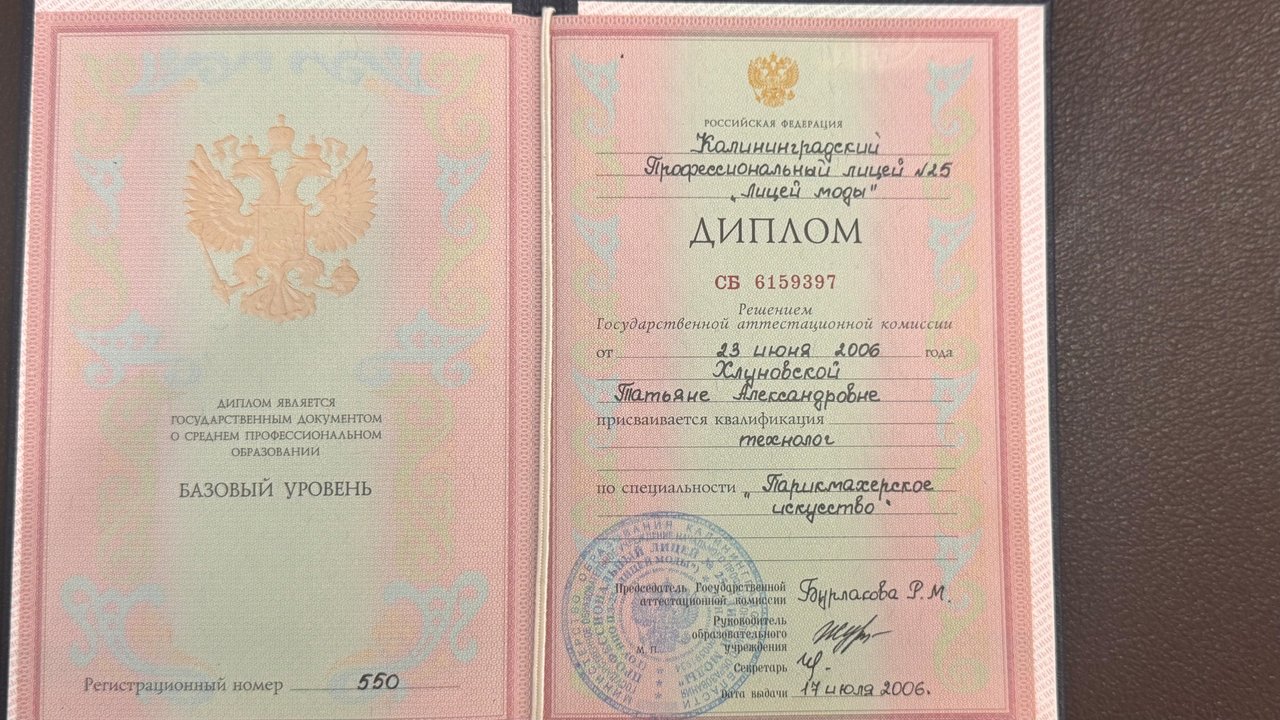 ДИПЛОМ ЯВЛЯЕТСЯ
ГОСУДАРСТВЕННЫМ ДОКУМЕНТОМ
О СРЕДНЕМ ПРОФЕССИОНАЛЬНОМ
ОБРАЗОВАНИИ
БАЗОВЫЙ УРОВЕНЬ
Регистрационный номер 550
РОССИЙСКАЯ ФЕДЕРАЦИЯ
Калининградский
Профессиональный лицей №25
„Лицей моды"
ДИПЛОМ
СБ 6159397
Решением
Государственной аттестационной комиссии
от 23 июня 2006 года
Хлуновской
Татьяне Александровне
присваивается квалификация
технолог
по специальности „Парикмахерское
искусство"
Председатель Государственной
аттестационной комиссии Бурлакова Р.М.
Руководитель
образовательного
учреждения
М. П.
Секретарь
Дата выдачи 17 июля 2006.